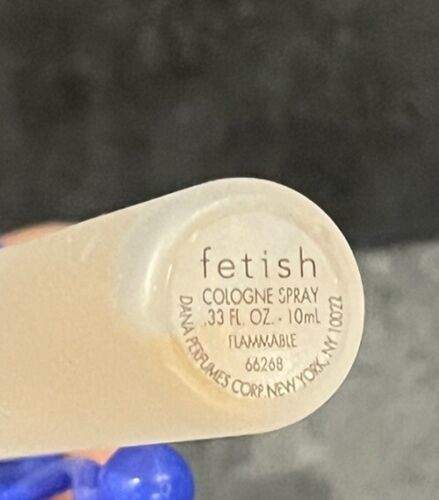 fetish
COLOGNE SPRAY
.33 FL. OZ. - 10mL
FLAMMABLE
66268
DANA PERFUMES CORP. NEW YORK, NY 10022